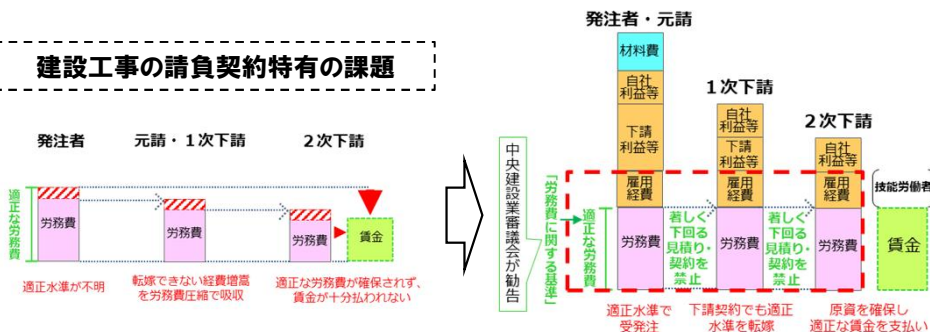 建設工事の請負契約特有の課題
発注者
元請・1次下請
2次下請
適正な労務費
労務費
労務費
労務費
賃金
適正水準が不明
転嫁できない経費増嵩
を労務費圧縮で吸収
適正な労務費が確保されず、
賃金が十分払われない
発注者・元請
1次下請
2次下請
材料費
自社
利益等
下請
利益等
雇用
経費
労務費
自社
利益等
下請
利益等
雇用
経費
労務費
自社
利益等
雇用
経費
労務費
技能労働者
賃金
中央建設業審議会が勧告
「労務費に関する基準」
適正な労務費
著しく
下回る
見積り・
契約を
禁止
著しく
下回る
見積り・
契約を
禁止
適正水準で
受発注
下請契約でも適正
水準を転嫁
原資を確保し
適正な賃金を支払い